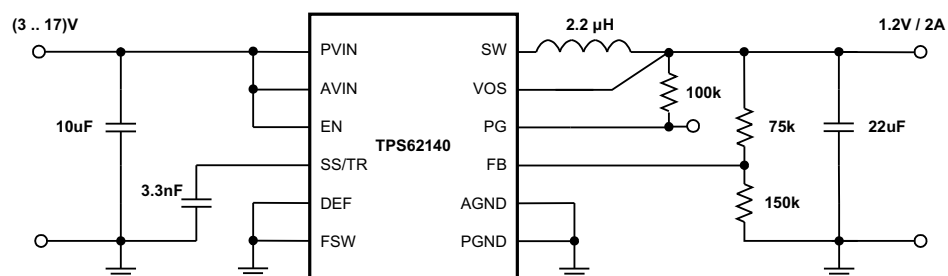 (3 .. 17)V
2.2 µH
1.2V / 2A
PVIN
SW
AVIN
VOS
100k
10uF
EN
PG
75k
22uF
TPS62140
SS/TR
FB
3.3nF
DEF
AGND
150k
FSW
PGND